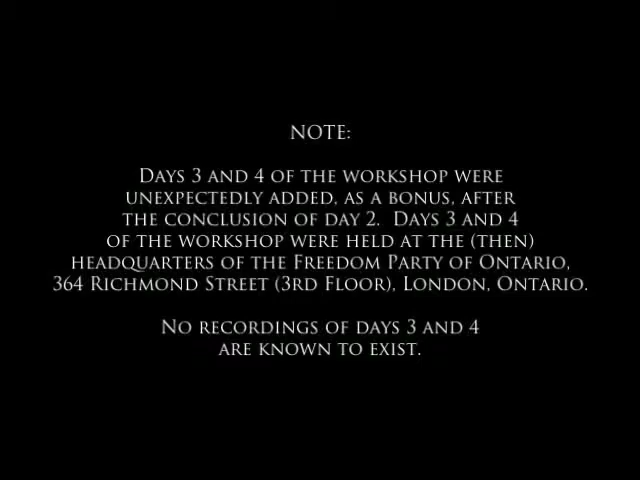 NOTE:
Days 3 and 4 of the workshop were
unexpectedly added, as a bonus, after
the conclusion of day 2. Days 3 and 4
of the workshop were held at the (then)
headquarters of the Freedom Party of Ontario,
364 Richmond Street (3rd Floor), London, Ontario.
No recordings of days 3 and 4
are known to exist.